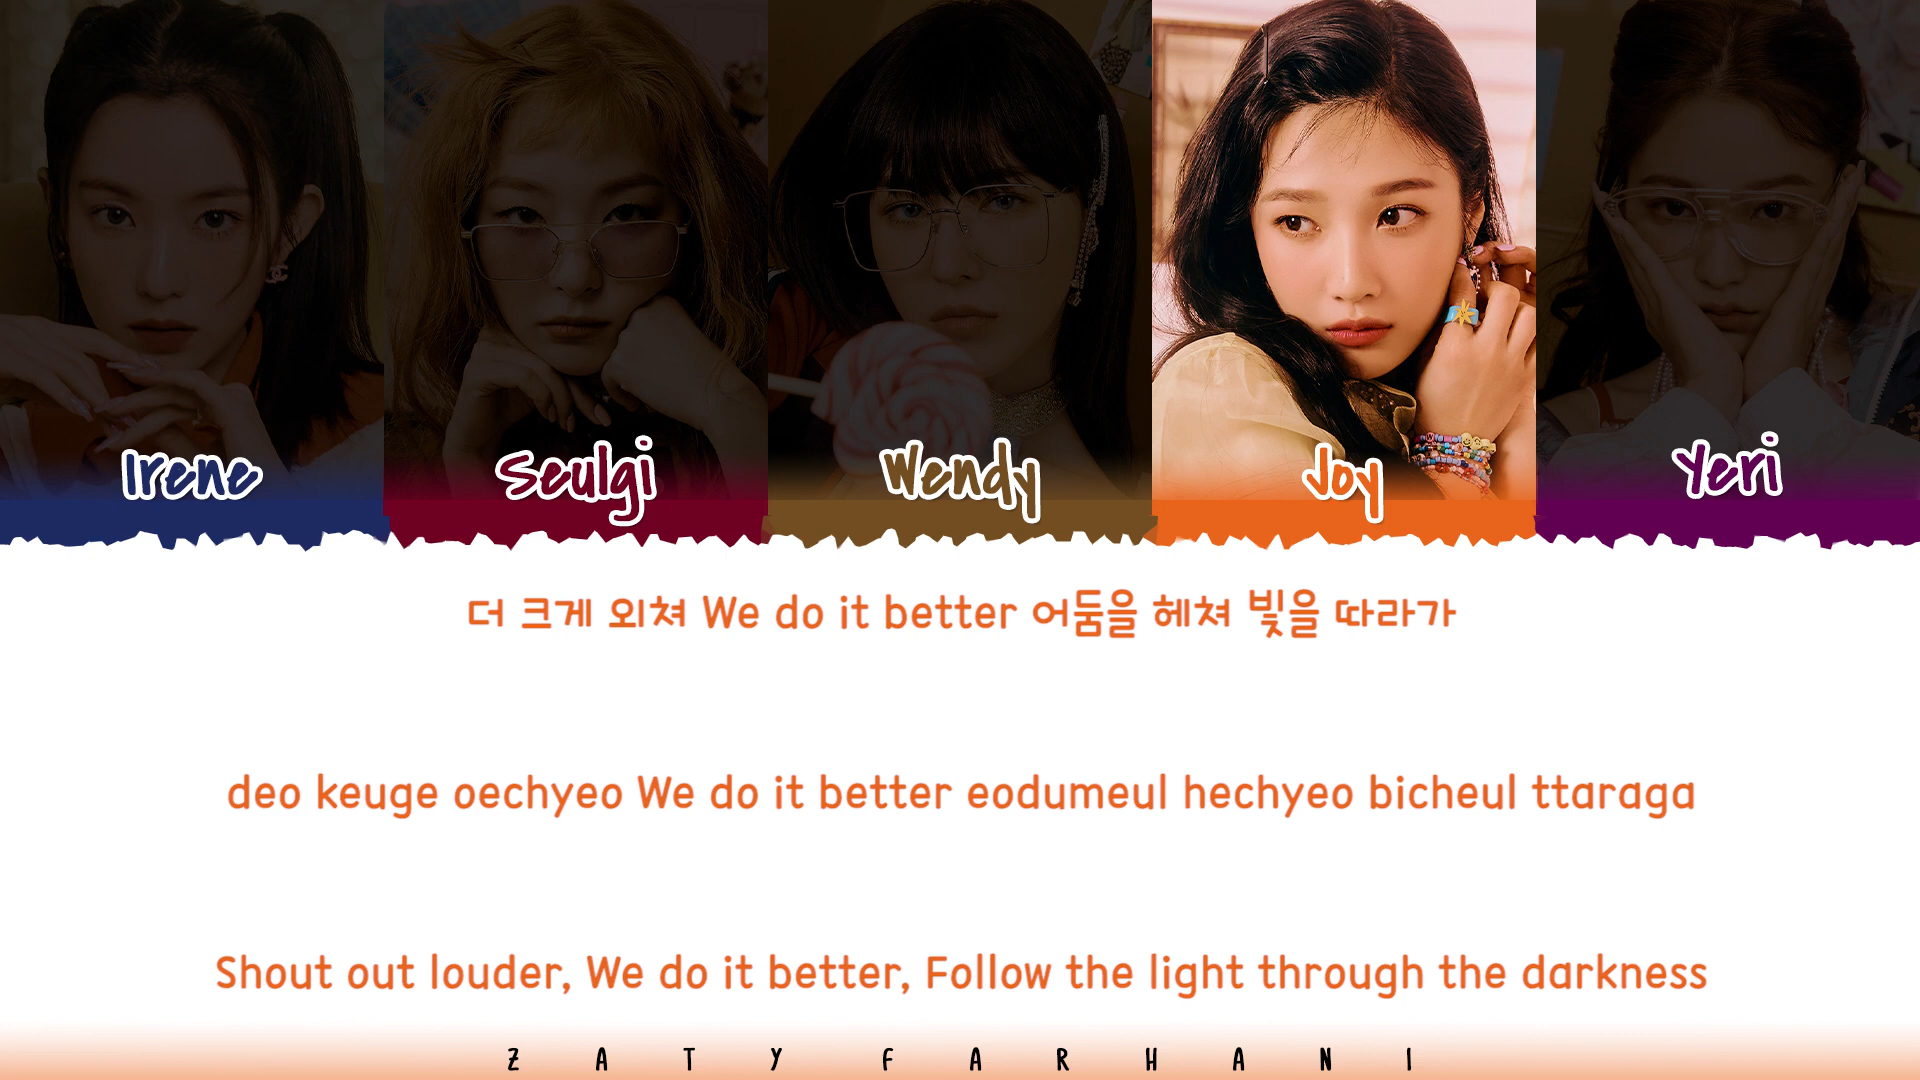 Irene Seulgi Wendy Joy Yeri
더 크게 외쳐 We do it better 어둠을 헤쳐 빛을 따라가
deo keuge oechyeo We do it better eodumeul hechyeo bicheul ttaraga
Shout out louder, We do it better, Follow the light through the darkness
ZATY FARHANI